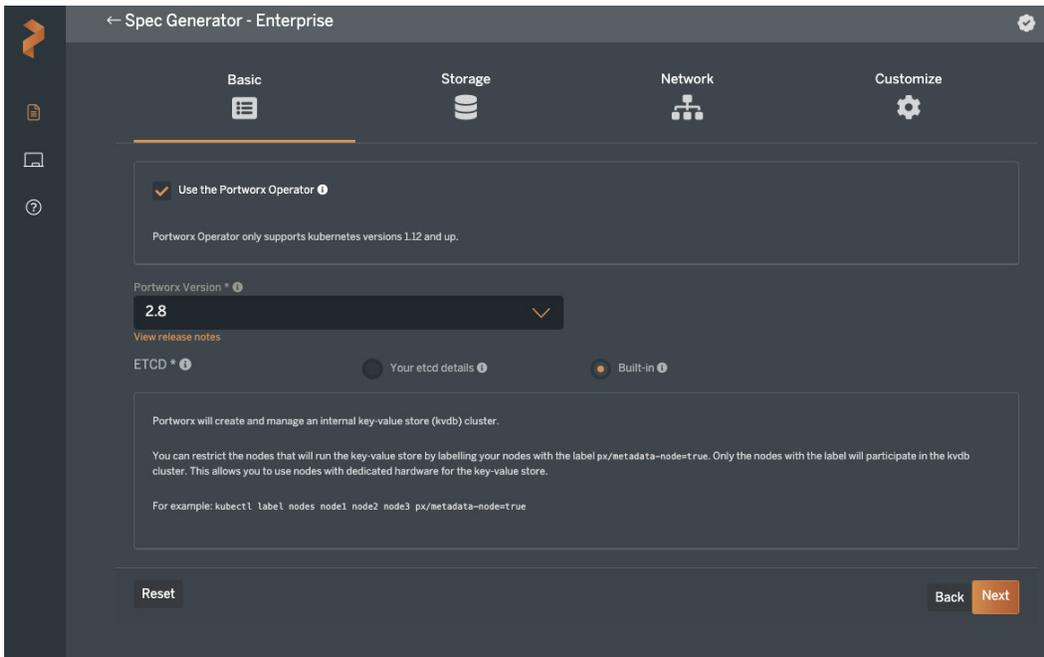 ← Spec Generator - Enterprise
Basic
Storage
Network
Customize
Use the Portworx Operator
Portworx Operator only supports kubernetes versions 1.12 and up.
Portworx Version *
2.8
View release notes
ETCD *
Your etcd details
Built-in
Portworx will create and manage an internal key-value store (kvdb) cluster.
You can restrict the nodes that will run the key-value store by labelling your nodes with the label px/metadata-node=true. Only the nodes with the label will participate in the kvdb
cluster. This allows you to use nodes with dedicated hardware for the key-value store.
For example: kubectl label nodes node1 node2 node3 px/metadata-node=true
Reset
Back
Next